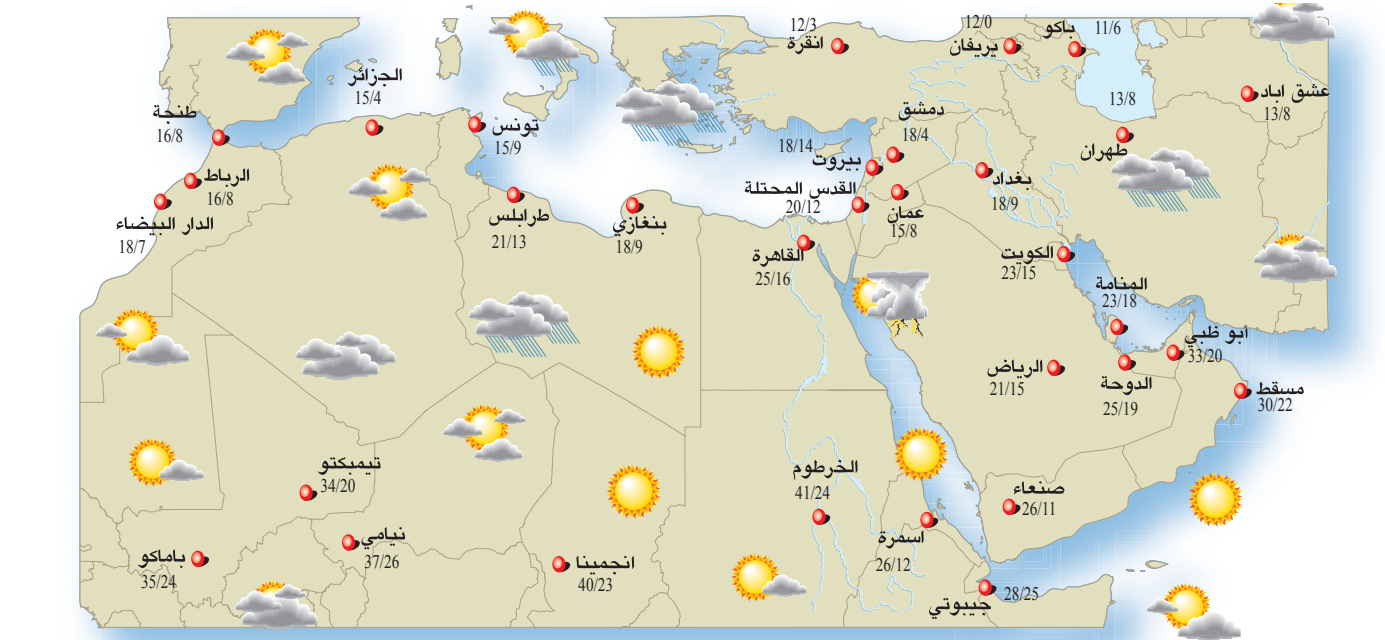 12/3
انقرة
12/0
يريفان
باكو
11/6
13/8
عشق اباد
13/8
طهران
الجزائر
15/4
طنجة
16/8
تونس
15/9
دمشق
18/4
18/14
بيروت
القدس المحتلة
20/12
عمان
15/8
بغداد
18/9
الرباط
16/8
الدار البيضاء
18/7
طرابلس
21/13
بنغازي
18/9
القاهرة
25/16
الكويت
23/15
المنامة
23/18
أبو ظبي
33/20
الرياض
21/15
الدوحة
25/19
مسقط
30/22
تيمبكتو
34/20
الخرطوم
41/24
صنعاء
26/11
اسمرة
26/12
نيامي
37/26
باماكو
35/24
انجمينا
40/23
28/25
جيبوتي